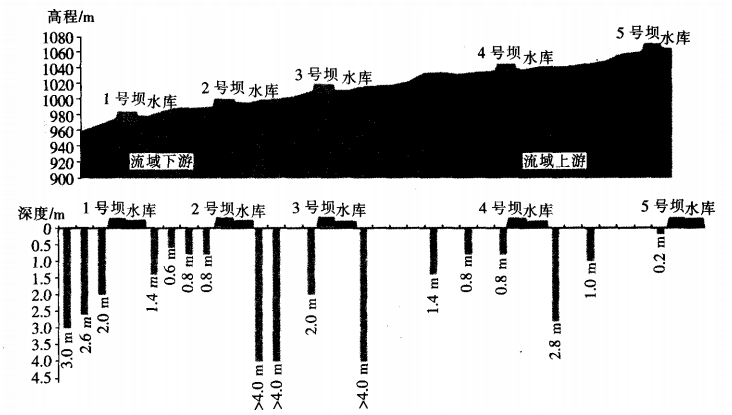 高程/m
1080
1060
1040
1020
1000
980
960
940
920
900
1号坝水库
2号坝水库
3号坝水库
4号坝水库
5号坝水库
流域下游
流域上游
深度/m
1号坝水库
2号坝水库
3号坝水库
4号坝水库
5号坝水库
0
0.5
1.0
1.5
2.0
2.5
3.0
3.5
4.0
4.5
3.0 m
2.6 m
2.0 m
1.4 m
0.6 m
0.8 m
0.8 m
>4.0 m
>4.0 m
2.0 m
>4.0 m
1.4 m
0.8 m
0.8 m
2.8 m
1.0 m
0.2 m